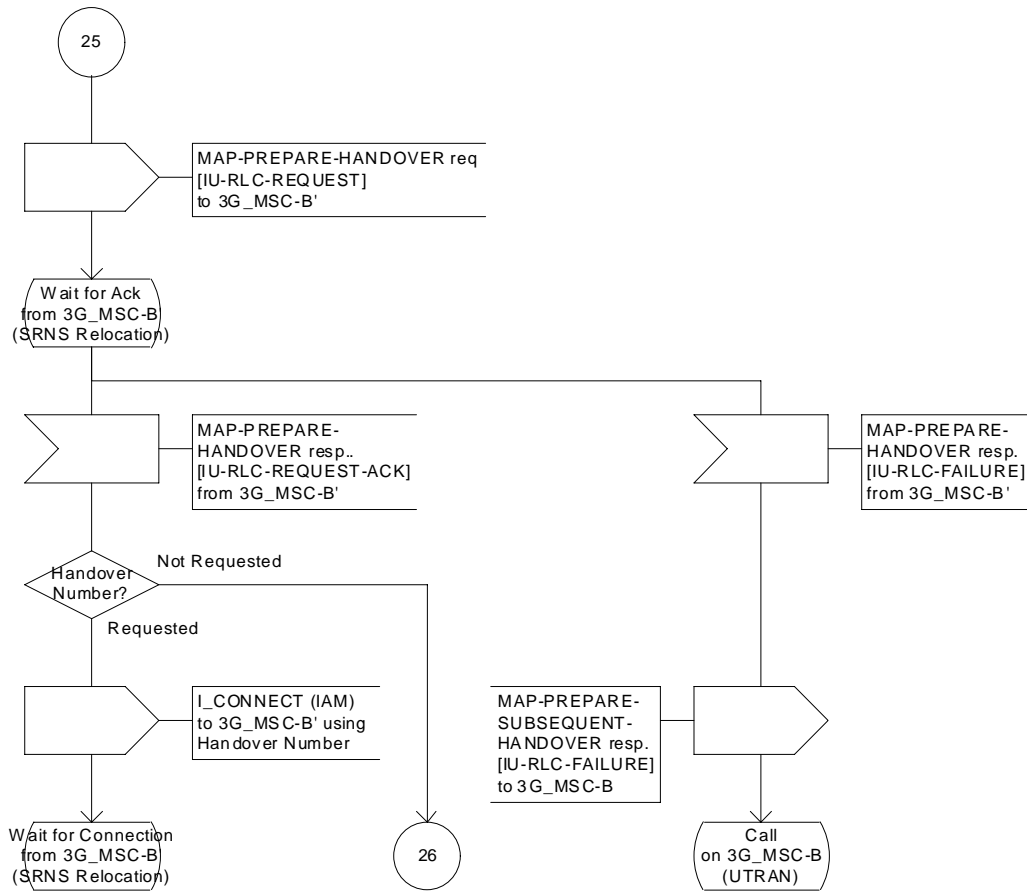 25
MAP-PREPARE-HANDOVER req
[IU-RLC-REQUEST]
to 3G_MSC-B'
Wait for Ack
from 3G_MSC-B'
(SRNS Relocation)
MAP-PREPARE-
HANDOVER resp..
[IU-RLC-REQUEST-ACK]
from 3G_MSC-B'
MAP-PREPARE-
HANDOVER resp.
[IU-RLC-FAILURE]
from 3G_MSC-B'
Handover
Number?
Not Requested
Requested
I_CONNECT (IAM)
to 3G_MSC-B' using
Handover Number
MAP-PREPARE-
SUBSEQUENT-
HANDOVER resp.
[IU-RLC-FAILURE]
to 3G_MSC-B
Wait for Connection
from 3G_MSC-B'
(SRNS Relocation)
26
Call
on 3G_MSC-B
(UTRAN)